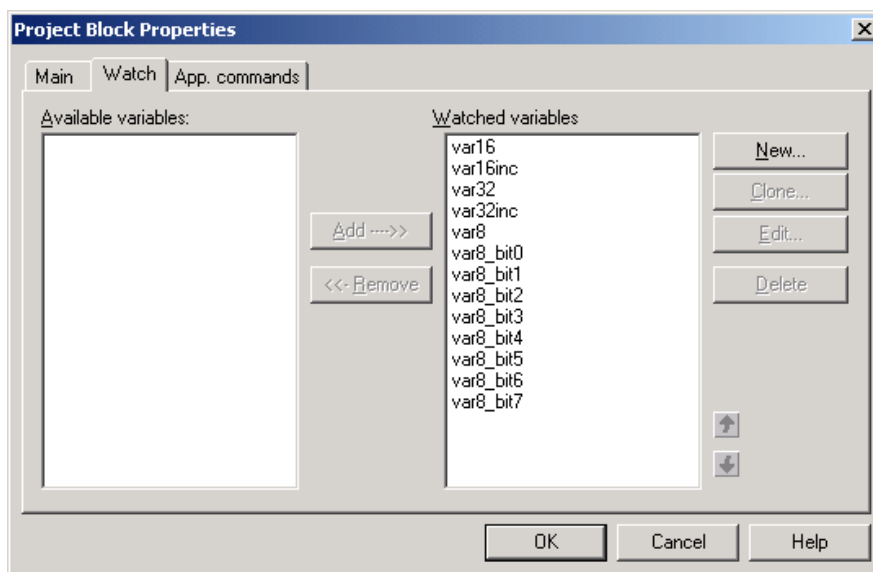 Project Block Properties
Main Watch App. commands
Available variables:
Watched variables
var16
var16inc
var32
var32inc
var8
var8_bit0
var8_bit1
var8_bit2
var8_bit3
var8_bit4
var8_bit5
var8_bit6
var8_bit7
Add ---->>
<<- Remove
New...
Clone...
Edit...
Delete
OK Cancel Help